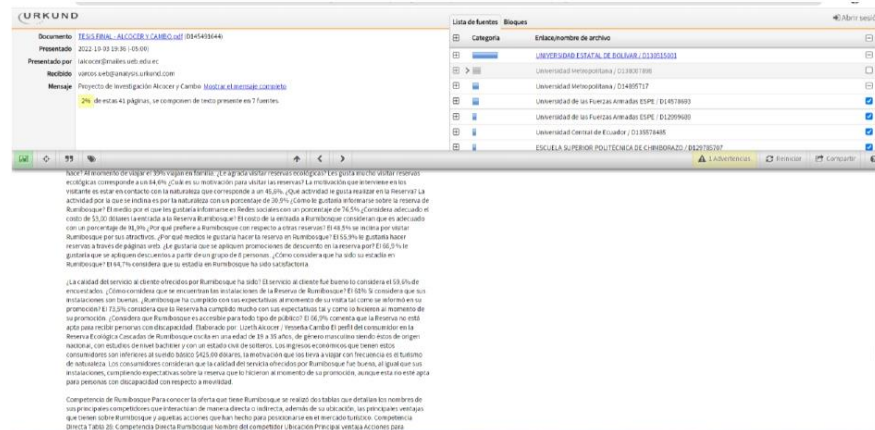 URKUND
Abrir sesió
Documento TESIS FINAL - ALCOCER Y CAMBO.pdf (D145493644)
Presentado 2022-10-03 19:36 (-05:00)
Presentado por lalcocer@mailes.ueb.edu.ec
Recibido
Mensaje Proyecto de Investigación Alcocer y Cambo Mostrar el mensaje completo
2% de estas 41 páginas, se componen de texto presente en 7 fuentes.
Lista de fuentes Bloques
Categoría Enlace/nombre de archivo
UNIVERSIDAD ESTATAL DE BOLÍVAR / D130515001
Universidad Metropolitana /
Universidad Metropolitana / D14895717
Universidad de las Fuerzas Armadas ESPE / D14578603
Universidad de las Fuerzas Armadas ESPE / D12999600
Universidad Central de Ecuador / D135578405
ESCUELA SUPERIOR POLITÉCNICA DE CHIMBORAZO / D129785707
1 Advertencias Reiniciar Compartir
hace? Al momento de viajar el 39% viajan en familia. ¿Le agrada visitar reservas ecológicas? Les gusta mucho visitar reservas
ecológicas corresponde a un 64,6% ¿Cuál es su motivación para visitar las reservas? La motivación que interviene en los
visitante es estar en contacto con la naturaleza que corresponde a un 45,6%. ¿Qué actividad le gusta realizar en la Reserva? La
actividad por la que se inclina es por la naturaleza con un porcentaje de 30,9% ¿Cómo le gustaría informarse sobre la reserva de
Rumibosque? El medio por el que les gustaría informarse es Redes sociales con un porcentaje de 76,5% ¿Considera adecuado el
costo de $3,00 dólares la entrada a la Reserva Rumibosque? El costo de la entrada a Rumibosque consideran que es adecuado
con un porcentaje de 91,9% ¿Por qué prefiere a Rumibosque con respecto a otras reservas? El 48,5% se inclina por visitar
Rumibosque por sus atractivos. ¿Por qué medios le gustaría hacer la reserva en Rumibosque? El 55,9% le gustaría hacer
reservas a través de páginas web. ¿Le gustaría que se apliquen promociones de descuento en la reserva por? El 66,9 % le
gustaría que se apliquen descuentos a partir de un grupo de 8 personas. ¿Cómo considera que ha sido su estadía en
Rumibosque? El 64,7% considera que su estadía en Rumibosque ha sido satisfactoria.
¿La calidad del servicio al cliente ofrecidos por Rumibosque ha sido? El servicio al cliente fue bueno lo considera el 59,6% de
encuestados. ¿Cómo considera que se encuentran las instalaciones de la Reserva de Rumibosque? El 60% Si considera que sus
instalaciones son buenas. ¿Rumibosque ha cumplido con sus expectativas al momento de su visita tal como se informó en su
promoción? El 73,5% considera que la Reserva ha cumplido mucho con sus expectativas tal y como lo hicieron al momento de
su promoción. ¿Considera que Rumibosque es accesible para todo tipo de público? El 66,9% comenta que la Reserva no está
apta para recibir personas con discapacidad. Elaborado por: Lizeth Alcocer / Yesseña Cambo El perfil del consumidor en la
Reserva Ecológica Cascadas de Rumibosque oscila en una edad de 19 a 35 años, de género masculino siendo éstos de origen
nacional, con estudios de nivel bachiller y con un estado civil de solteros. Los ingresos económicos que tienen estos
consumidores son inferiores al sueldo básico $425,00 dólares, la motivación que los lleva a viajar con frecuencia es el turismo
de naturaleza. Los consumidores consideran que la calidad del servicio ofrecidos por Rumibosque fue buena, al igual que sus
instalaciones, cumpliendo expectativas sobre la reserva que lo hicieron al momento de su promoción, aunque esta no esté apta
para personas con discapacidad con respecto a movilidad.
Competencia de Rumibosque Para conocer la oferta que tiene Rumibosque se realizó dos tablas que detallan los nombres de
sus principales competidores que interactúan de manera directa o indirecta, además de su ubicación, las principales ventajas
que tienen sobre Rumibosque y aquellas acciones que han hecho para posicionarse en el mercado turístico. Competencia
Directa Tabla 28: Competencia Directa Rumibosque Nombre del competidor Ubicación Principal ventaja Acciones para